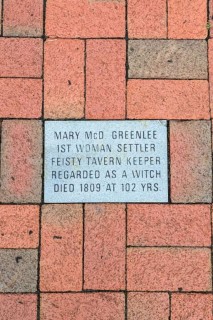 MARY McD GREENLEE
1ST WOMAN SETTLER
FEISTY TAVERN KEEPER
REGARDED AS A WITCH
DIED 1809 AT 102 YRS.